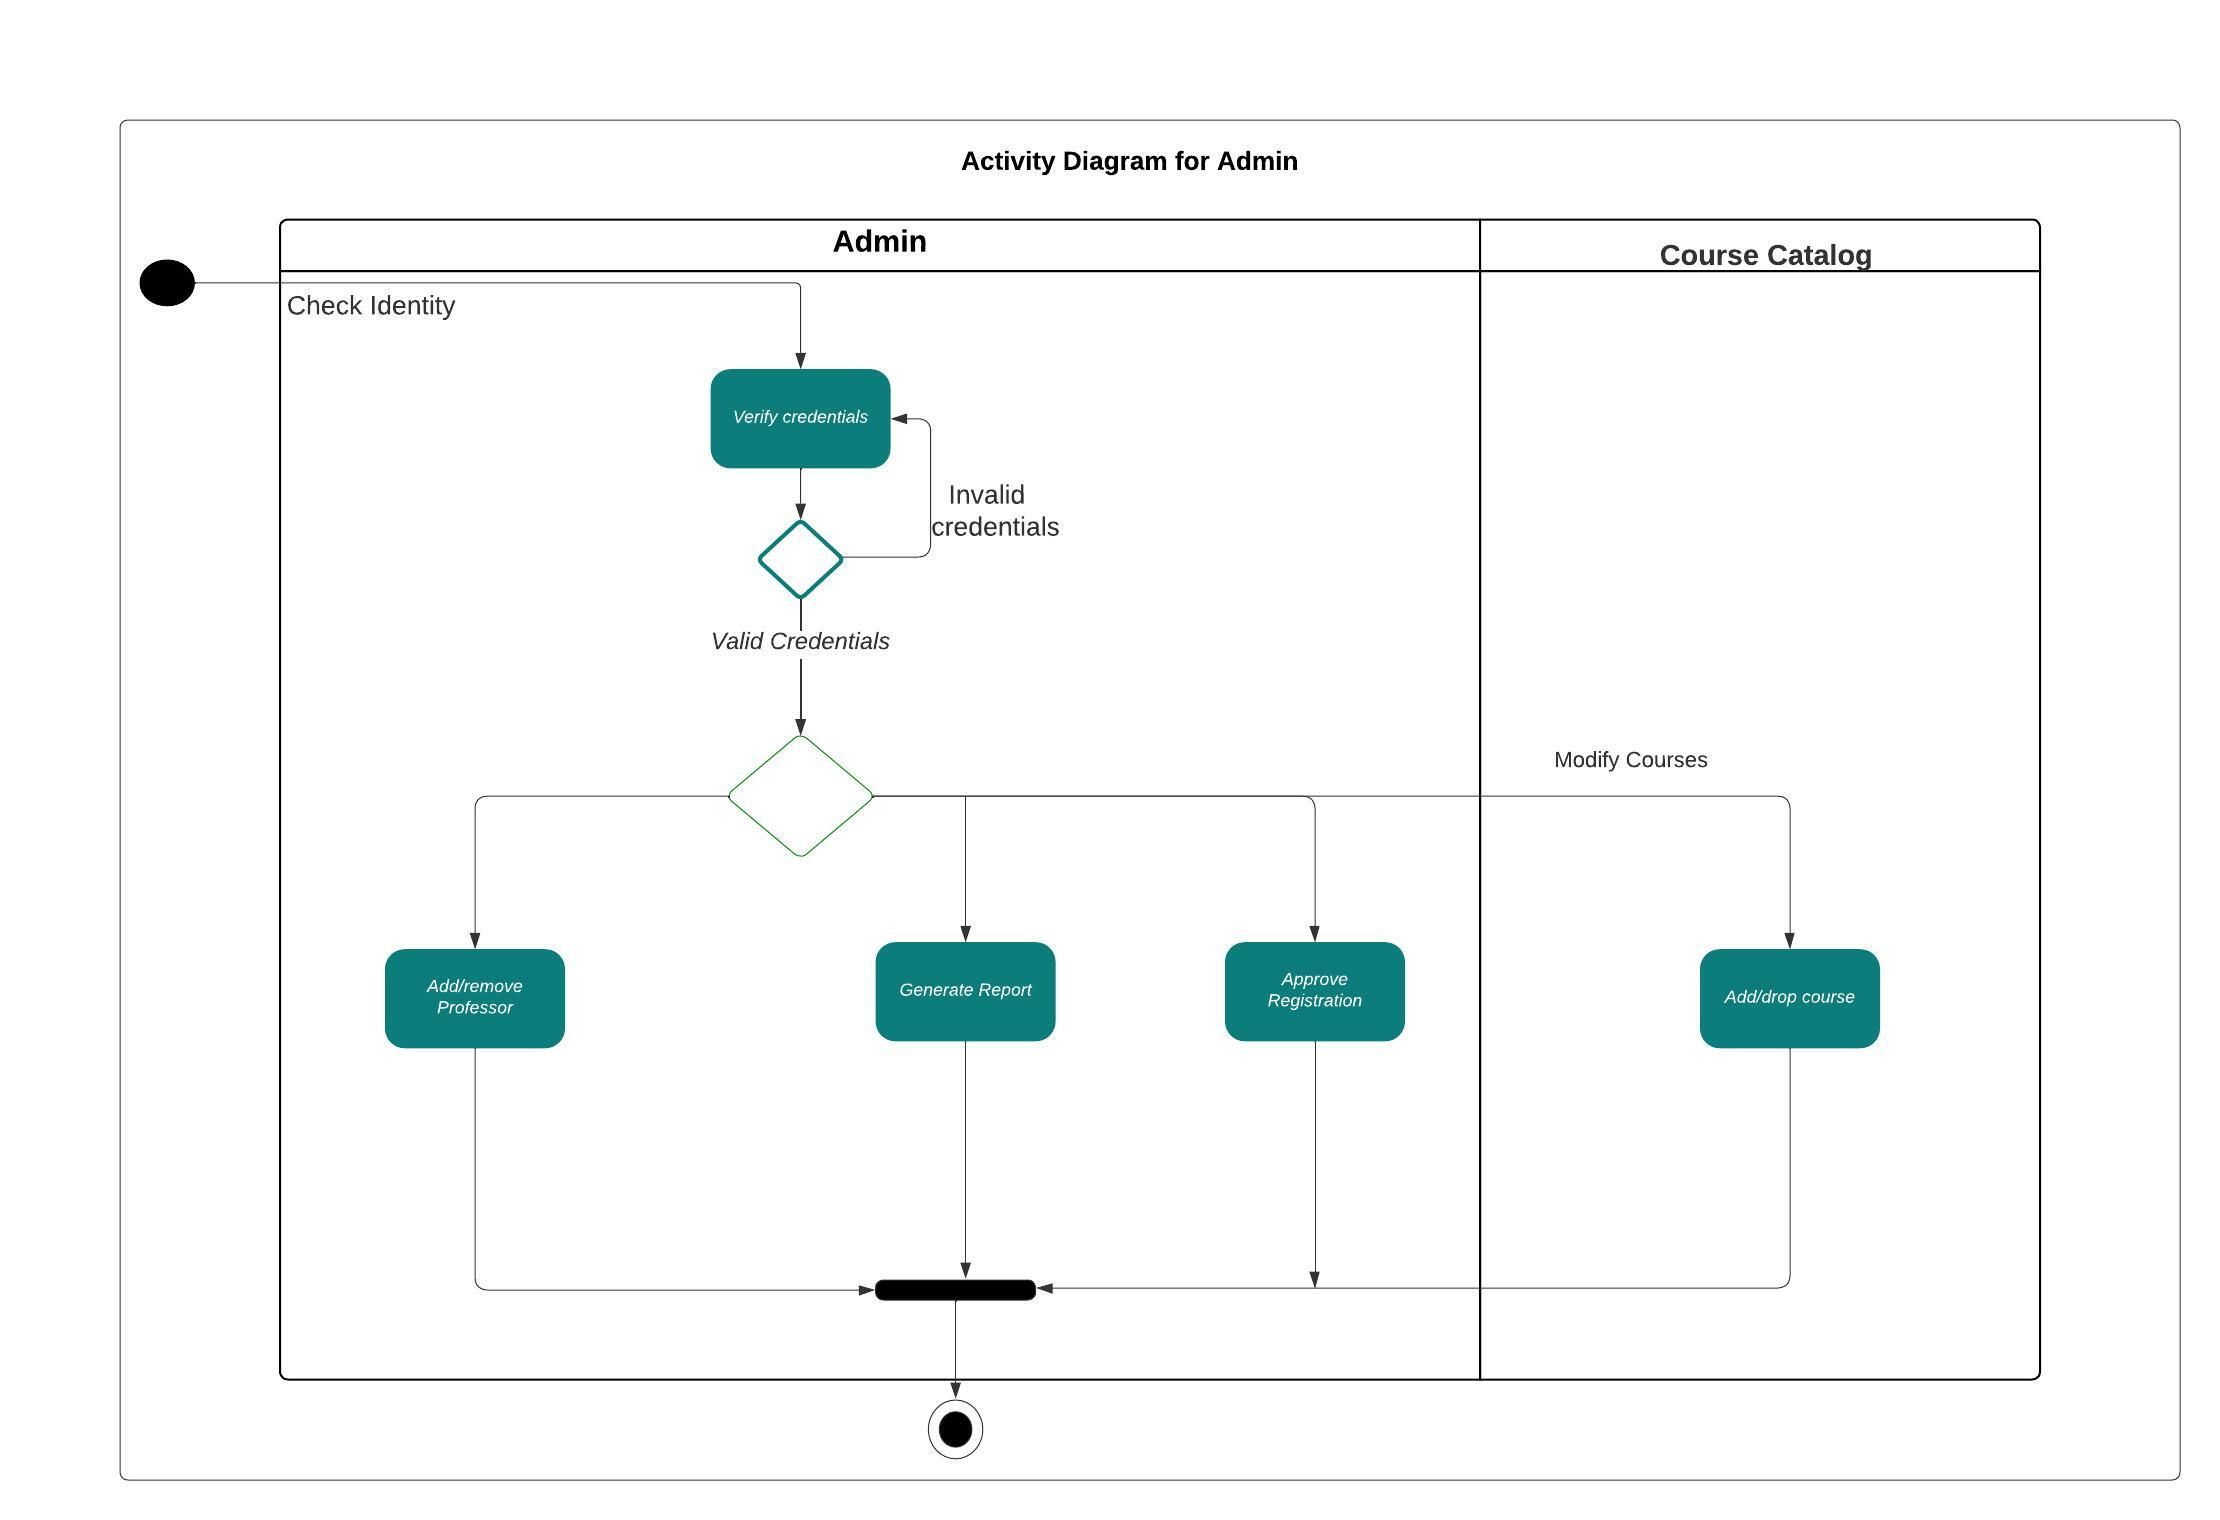 Activity Diagram for Admin
Admin
Course Catalog
Check Identity
Verify credentials
Invalid
credentials
Valid Credentials
Modify Courses
Add/remove
Professor
Generate Report
Approve
Registration
Add/drop course